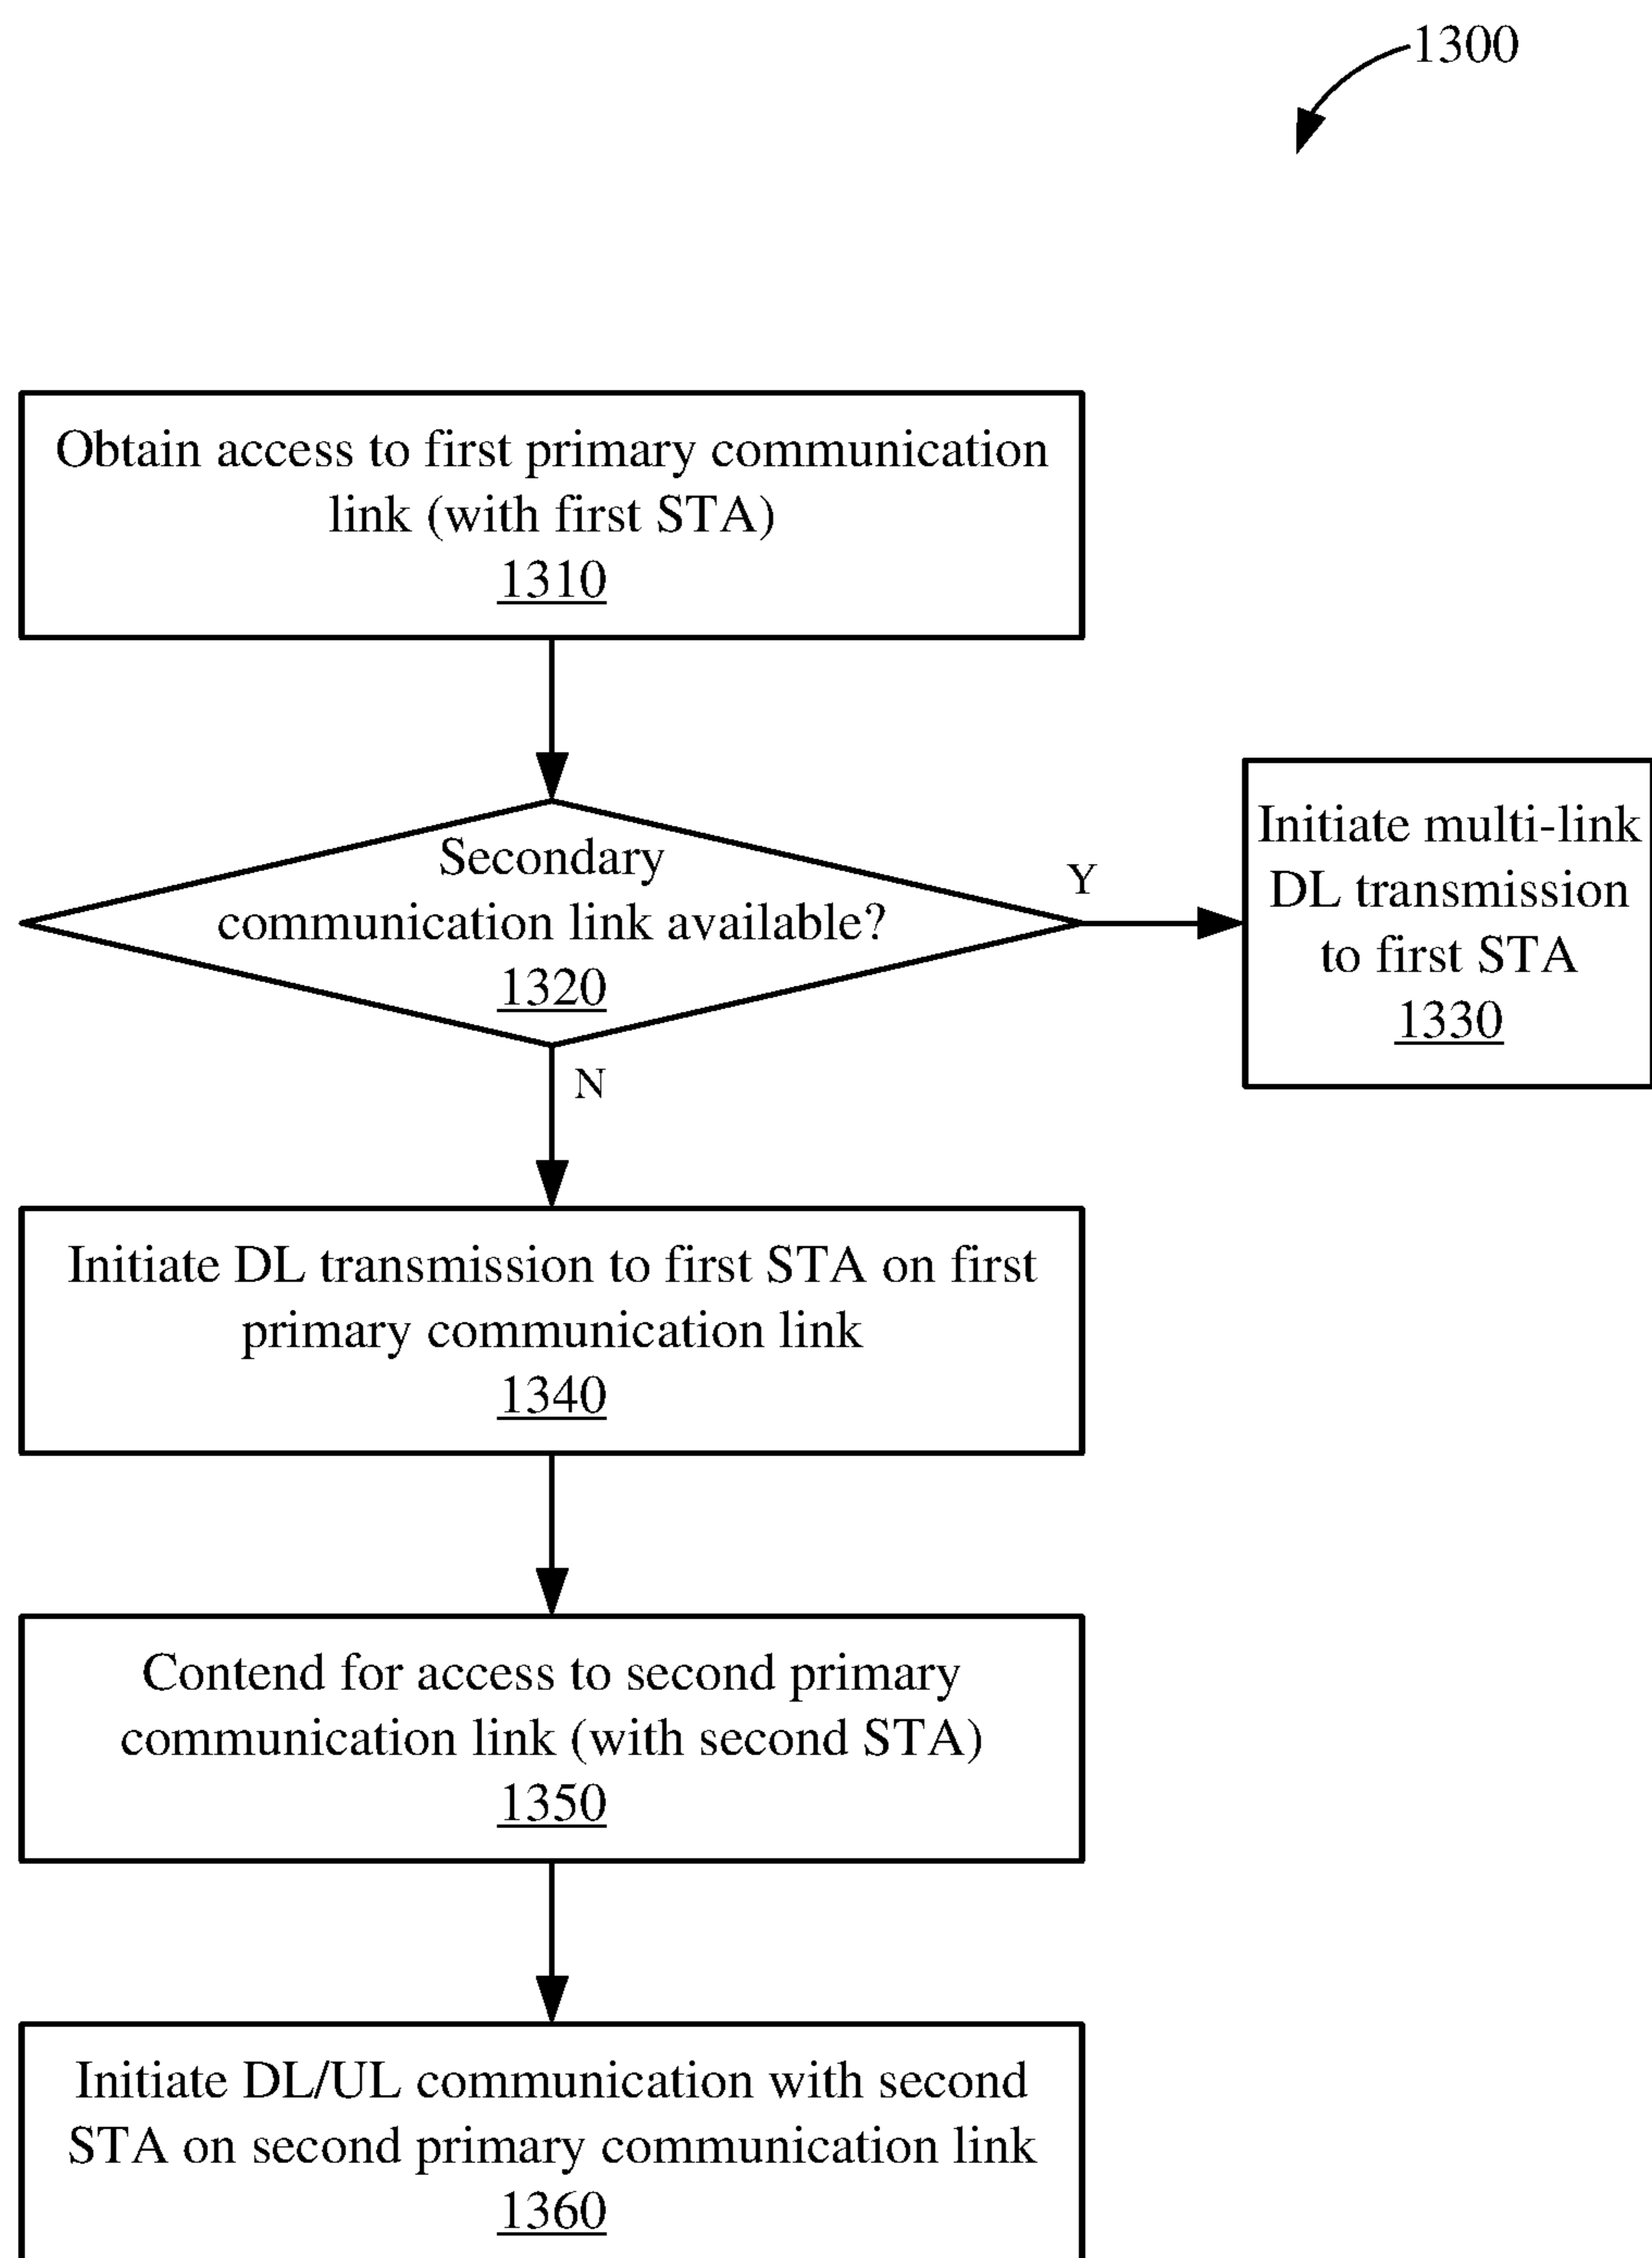 1300
Obtain access to first primary communication
link (with first STA)
1310
Secondary
communication link available?
1320
Y
Initiate multi-link
DL transmission
to first STA
1330
N
Initiate DL transmission to first STA on first
primary communication link
1340
Contend for access to second primary
communication link (with second STA)
1350
Initiate DL/UL communication with second
STA on second primary communication link
1360